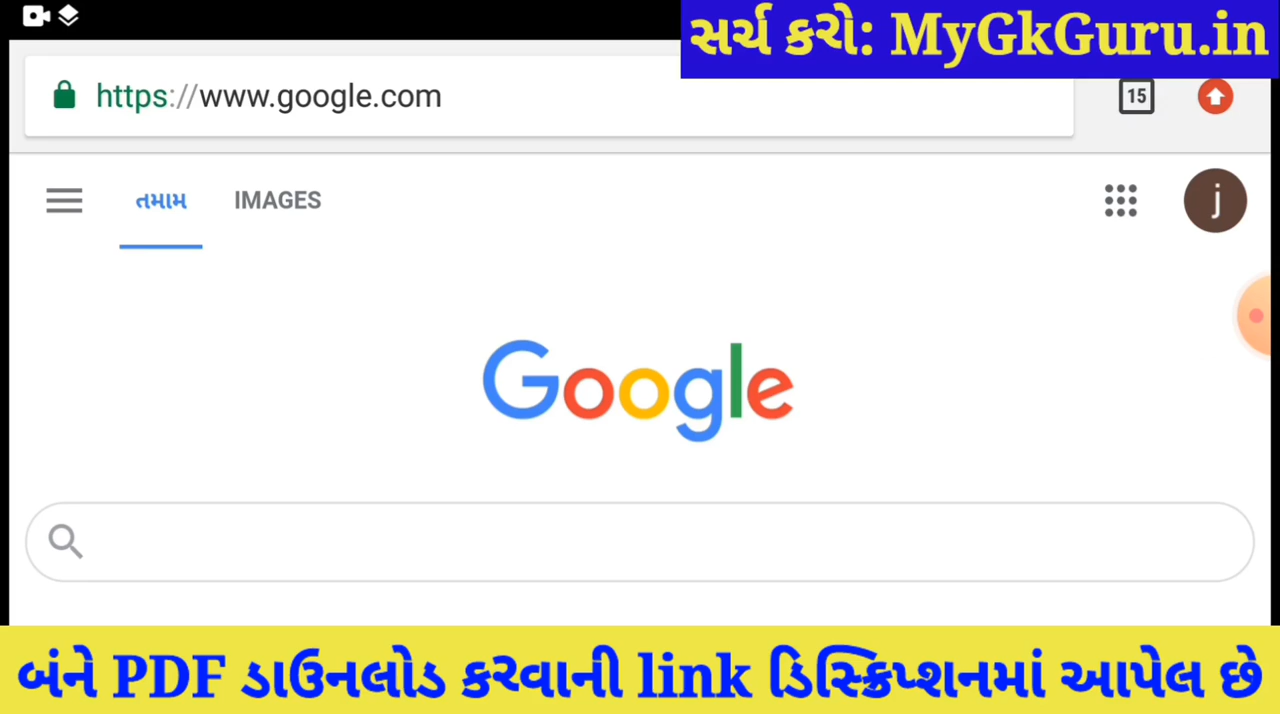 સર્ચ કરો: MyGkGuru.in
https://www.google.com
15
તમામ IMAGES
j
Google
બંને PDF ડાઉનલોડ કરવાની link ડિસ્ક્રિપ્શનમાં આપેલ છે